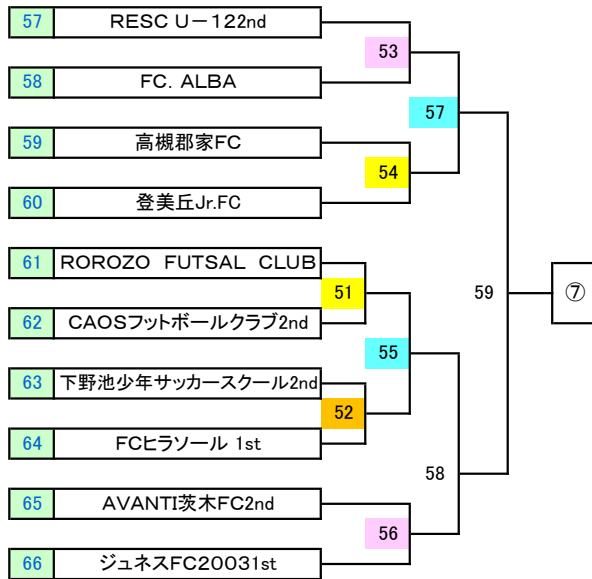 57 RESC U－122nd
53
58 FC. ALBA
57
59 高槻郡家FC
54
60 登美丘Jr.FC
61 ROROZO FUTSAL CLUB
51
59
⑦
62 CAOSフットボールクラブ2nd
55
63 下野池少年サッカースクール2nd
52
64 FCヒラソール 1st
58
65 AVANTI茨木FC2nd
56
66 ジュネスFC20031st